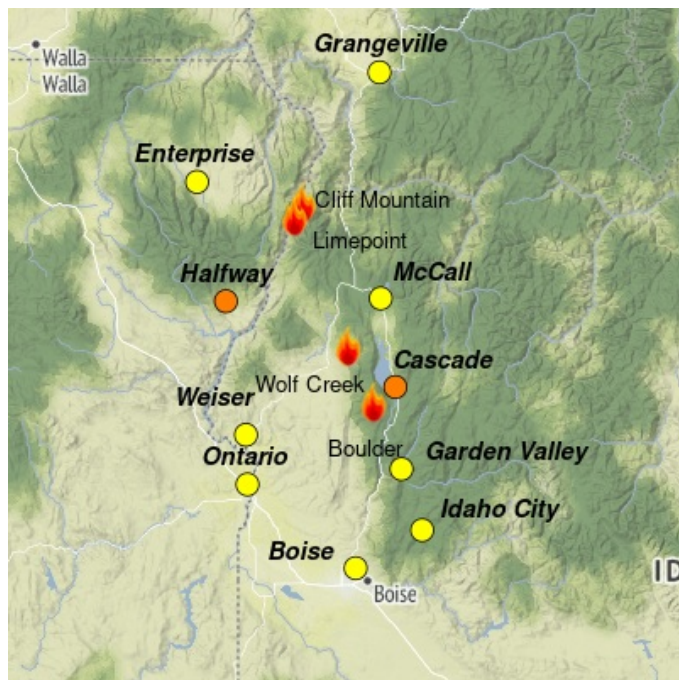 Grangeville
Walla
Walla
Enterprise
Cliff Mountain
Limepoint
Halfway
McCall
Cascade
Wolf Creek
Weiser
Boulder
Garden Valley
Ontario
Idaho City
Boise
ID
Boise